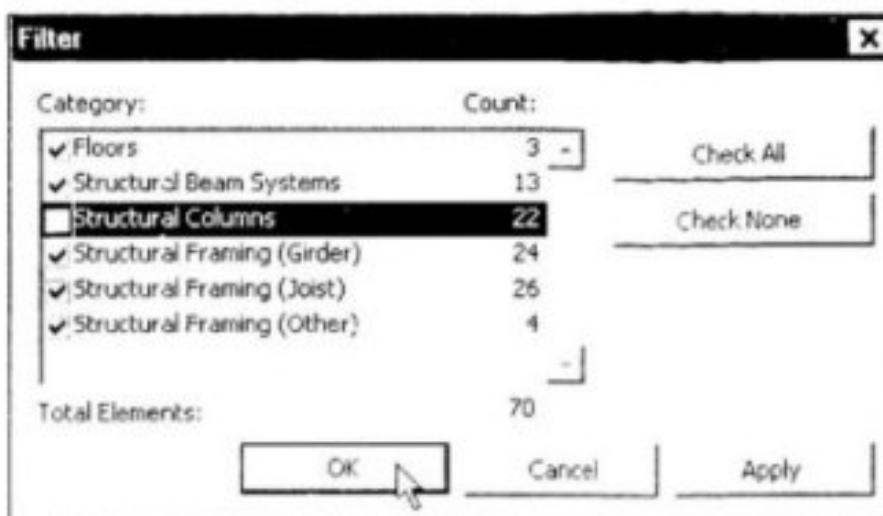 Filter
Category: Count:
Floors 3
Structural Beam Systems 13
Structural Columns 22
Structural Framing (Girder) 24
Structural Framing (Joist) 26
Structural Framing (Other) 4
Total Elements: 70
Check All
Check None
OK Cancel Apply